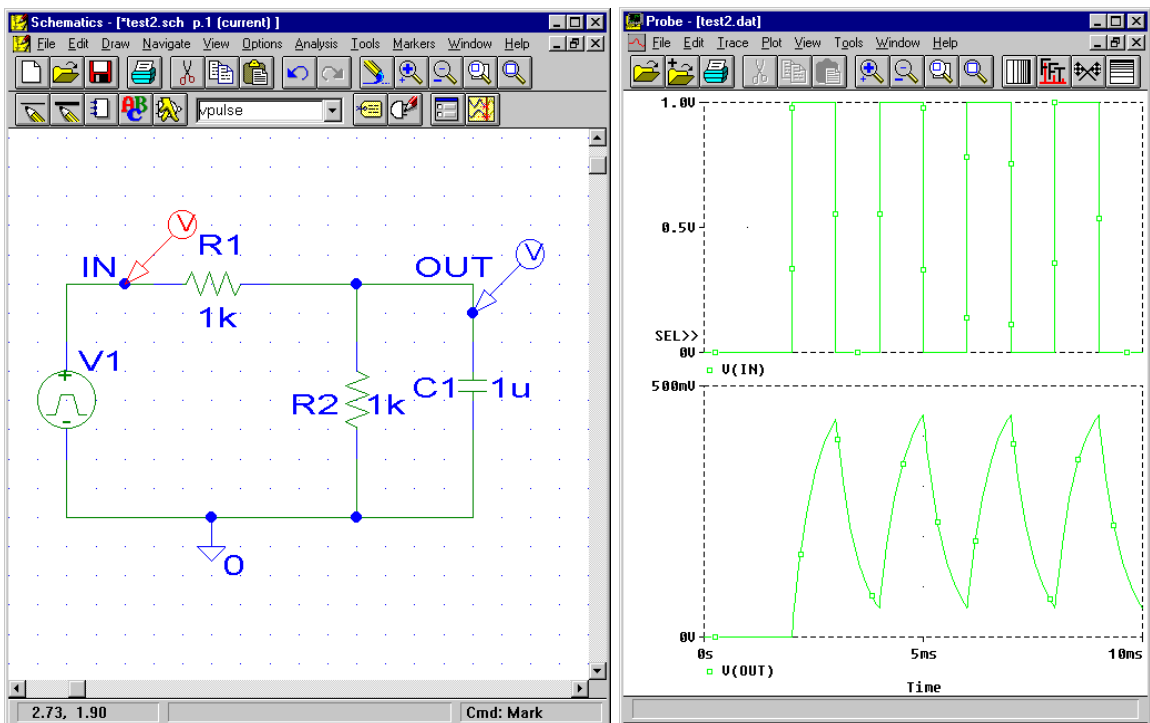 Schematics - [*test2.sch p.1 (current) ]
File Edit Draw Navigate View Options Analysis Tools Markers Window Help
ABC
vpulse
V
R1
V
IN
OUT
1k
V1
+
-
R2
1k
C1
1u
0
2.73, 1.90
Cmd: Mark
Probe - [test2.dat]
File Edit Trace Plot View Tools Window Help
FFT
1.0V
0.5V
SEL>>
0V
V(IN)
500mV
0V
0s
5ms
10ms
V(OUT)
Time